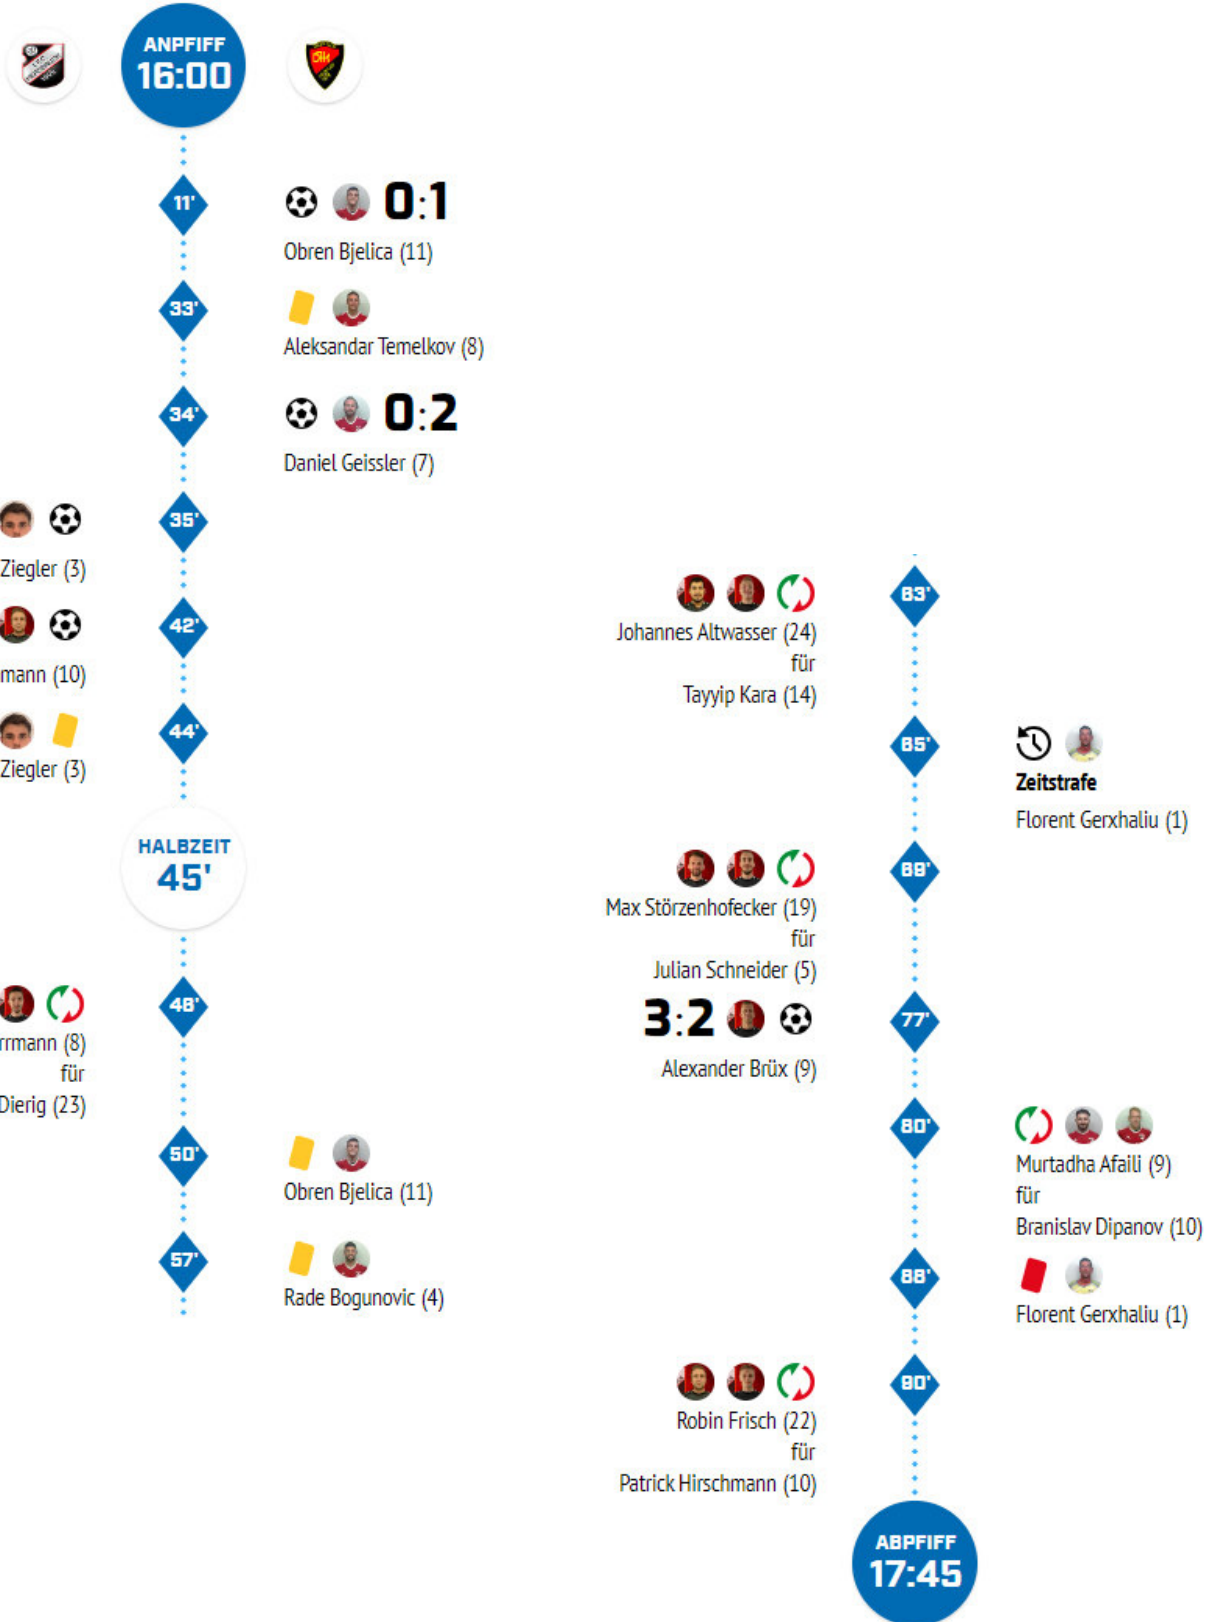 ANPFIFF
16:00
11'
0:1
Obren Bjelica (11)
33'
Aleksandar Temelkov (8)
34'
0:2
Daniel Geissler (7)
35'
Ziegler (3)
42'
mann (10)
44'
Ziegler (3)
HALBZEIT
45'
48'
rrmann (8)
für
Dierig (23)
50'
Obren Bjelica (11)
57'
Rade Bogunovic (4)
63'
Johannes Altwasser (24)
für
Tayyip Kara (14)
65'
Zeitstrafe
Florent Gerxhaliu (1)
69'
Max Störzenhofecker (19)
für
Julian Schneider (5)
3:2
77'
Alexander Brüx (9)
80'
Murtadha Afaili (9)
für
Branislav Dipanov (10)
88'
Florent Gerxhaliu (1)
90'
Robin Frisch (22)
für
Patrick Hirschmann (10)
ABPFIFF
17:45